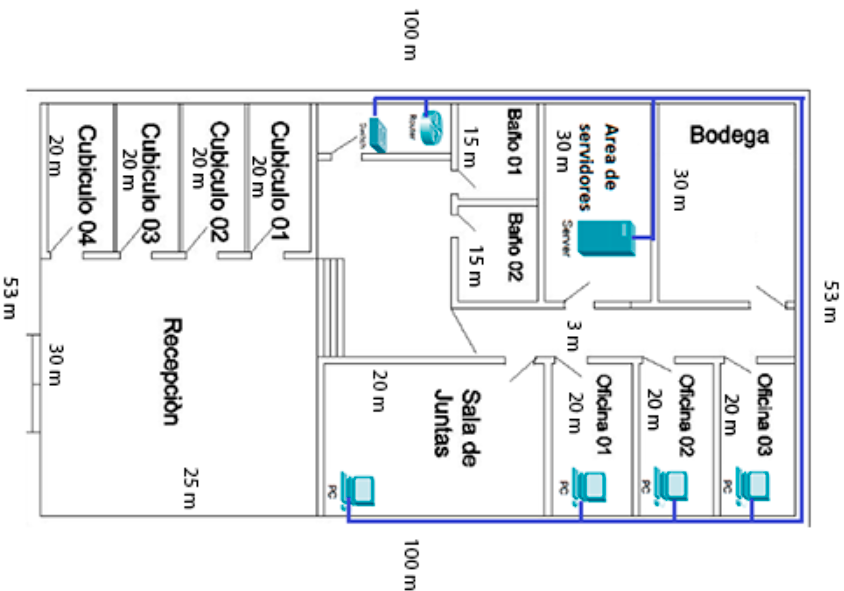 100 m
53 m
Bodega
30 m
Area de
servidores
30 m
Server
Baño 01
15 m
Baño 02
15 m
Router
Switch
Cubiculo 01
20 m
Cubiculo 02
20 m
Cubiculo 03
20 m
Cubiculo 04
20 m
3 m
Oficina 03
20 m
PC
Oficina 02
20 m
PC
Oficina 01
20 m
PC
Sala de
Juntas
20 m
PC
Recepciòn
30 m
25 m
53 m
100 m